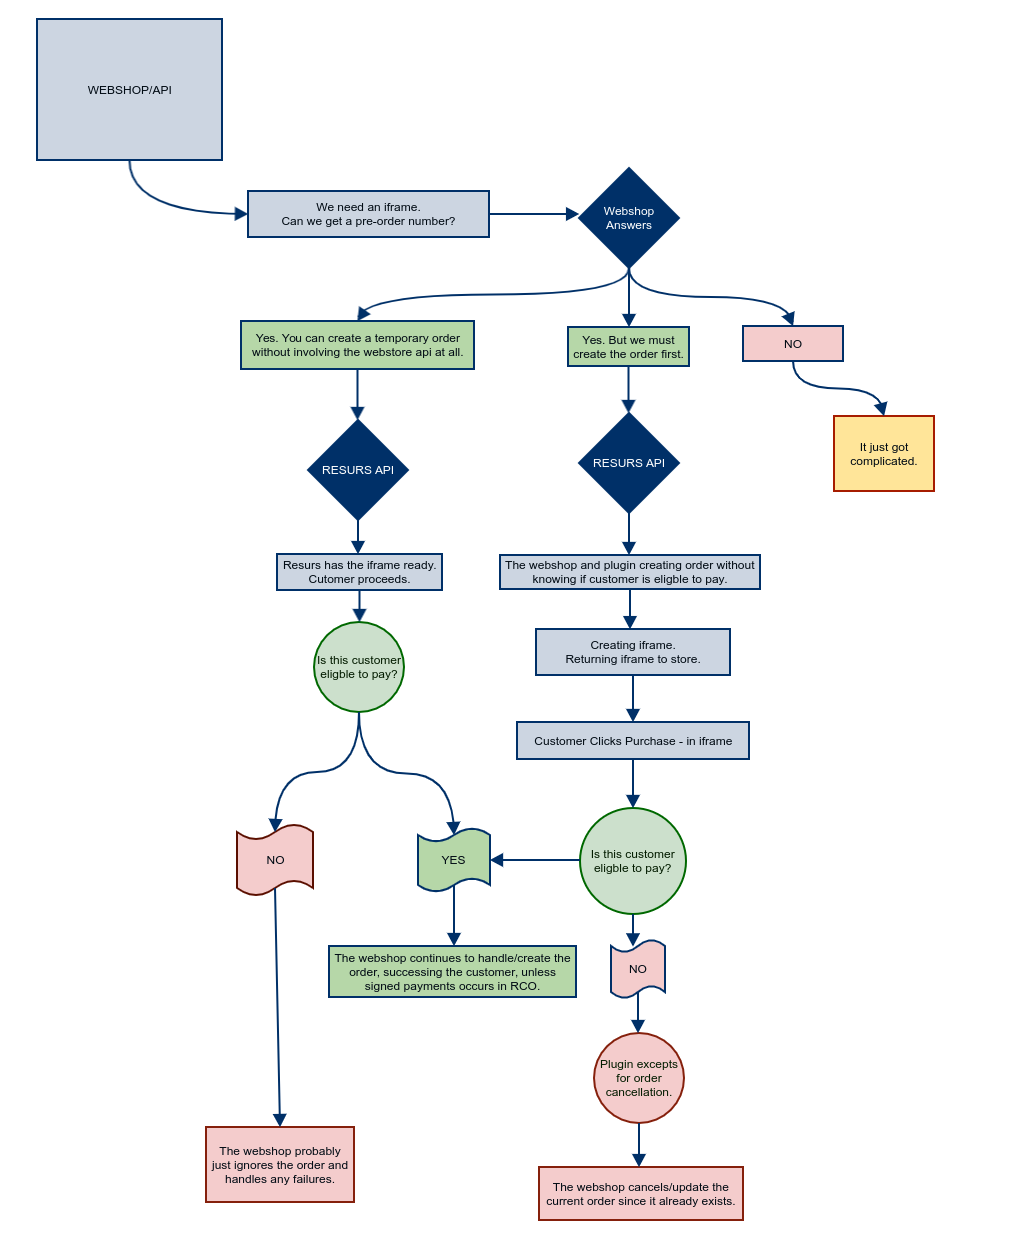 WEBSHOP/API
We need an iframe.
Can we get a pre-order number?
Webshop
Answers
Yes. You can create a temporary order
without involving the webstore api at all.
Yes. But we must
create the order first.
NO
It just got
complicated.
RESURS API
RESURS API
Resurs has the iframe ready.
Cutomer proceeds.
The webshop and plugin creating order without
knowing if customer is eligble to pay.
Is this customer
eligble to pay?
Creating iframe.
Returning iframe to store.
Customer Clicks Purchase - in iframe
NO
YES
Is this customer
eligble to pay?
The webshop continues to handle/create the
order, successing the customer, unless
signed payments occurs in RCO.
NO
Plugin excepts
for order
cancellation.
The webshop probably
just ignores the order and
handles any failures.
The webshop cancels/update the
current order since it already exists.